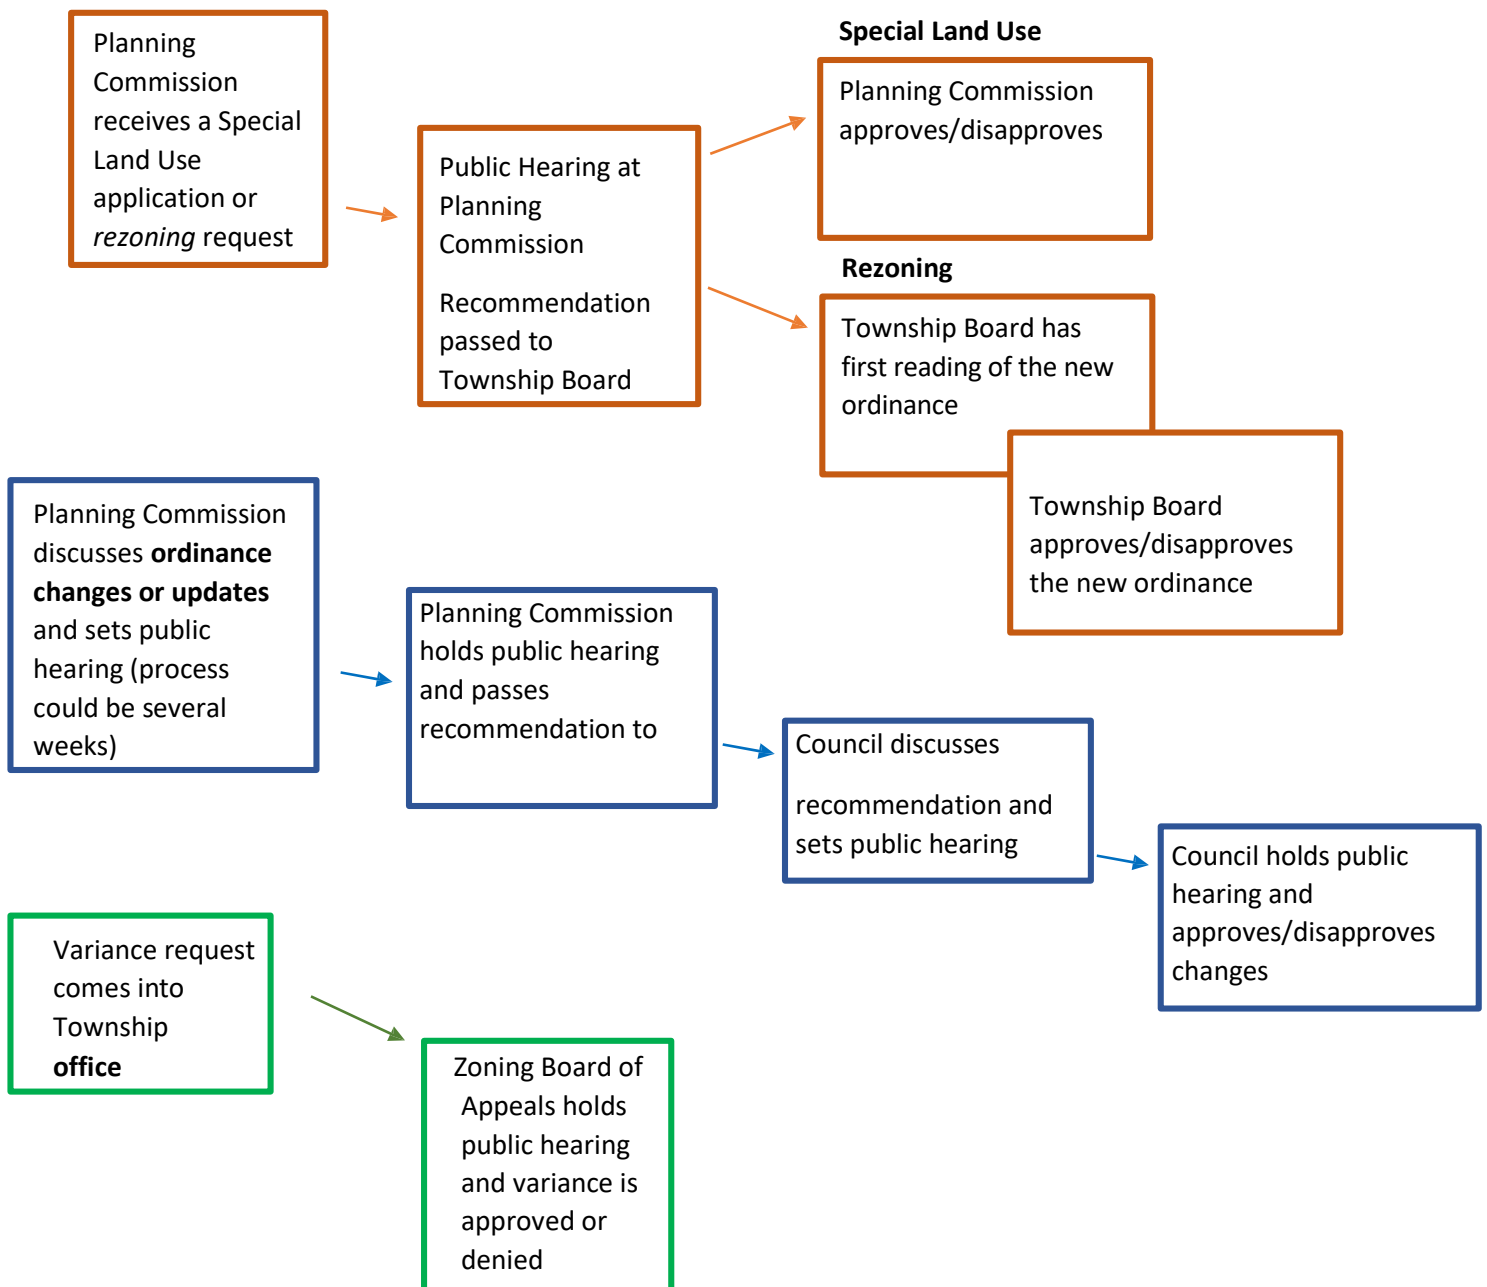 Planning
Commission
receives a Special
Land Use
application or
rezoning request
Public Hearing at
Planning
Commission
Recommendation
passed to
Township Board
Special Land Use
Planning Commission
approves/disapproves
Rezoning
Township Board has
first reading of the new
ordinance
Township Board
approves/disapproves
the new ordinance
Planning Commission
discusses ordinance
changes or updates
and sets public
hearing (process
could be several
weeks)
Planning Commission
holds public hearing
and passes
recommendation to
Council discusses
recommendation and
sets public hearing
Council holds public
hearing and
approves/disapproves
changes
Variance request
comes into
Township
office
Zoning Board of
Appeals holds
public hearing
and variance is
approved or
denied